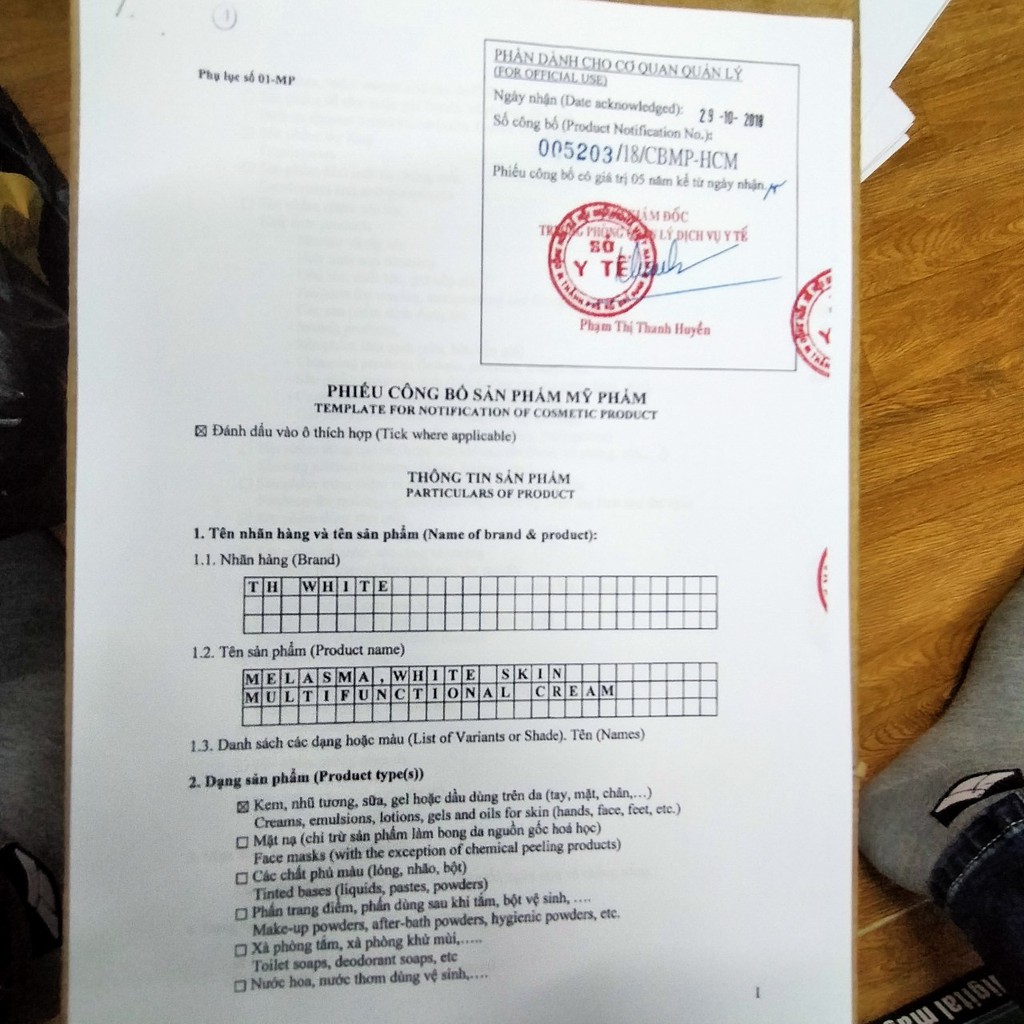 1
Phụ lục số 01-MP
PHẦN DÀNH CHO CƠ QUAN QUẢN LÝ
(FOR OFFICIAL USE)
Ngày nhận (Date acknowledged): 29-10-2018
Số công bố (Product Notification No.):
005203/18/CBMP-HCM
Phiếu công bố có giá trị 05 năm kể từ ngày nhận.
GIÁM ĐỐC
PHÒNG QUẢN LÝ DỊCH VỤ Y TẾ
SỞ
Y TẾ
Phạm Thị Thanh Huyền
PHIẾU CÔNG BỐ SẢN PHẨM MỸ PHẨM
TEMPLATE FOR NOTIFICATION OF COSMETIC PRODUCT
☒ Đánh dấu vào ô thích hợp (Tick where applicable)
THÔNG TIN SẢN PHẨM
PARTICULARS OF PRODUCT
1. Tên nhãn hàng và tên sản phẩm (Name of brand & product):
1.1. Nhãn hàng (Brand)
TH WHITE
1.2. Tên sản phẩm (Product name)
MELASMA,WHITE SKIN
MULTIFUNCTIONAL CREAM
1.3. Danh sách các dạng hoặc màu (List of Variants or Shade). Tên (Names)
2. Dạng sản phẩm (Product type(s))
☒ Kem, nhũ tương, sữa, gel hoặc dầu dùng trên da (tay, mặt, chân,…)
Creams, emulsions, lotions, gels and oils for skin (hands, face, feet, etc.)
☐ Mặt nạ (chỉ trừ sản phẩm làm bong da nguồn gốc hoá học)
Face masks (with the exception of chemical peeling products)
☐ Các chất phủ màu (lỏng, nhão, bột)
Tinted bases (liquids, pastes, powders)
☐ Phấn trang điểm, phấn dùng sau khi tắm, bột vệ sinh, ….
Make-up powders, after-bath powders, hygienic powders, etc.
☐ Xà phòng tắm, xà phòng khử mùi,…..
Toilet soaps, deodorant soaps, etc
☐ Nước hoa, nước thơm dùng vệ sinh,….
1